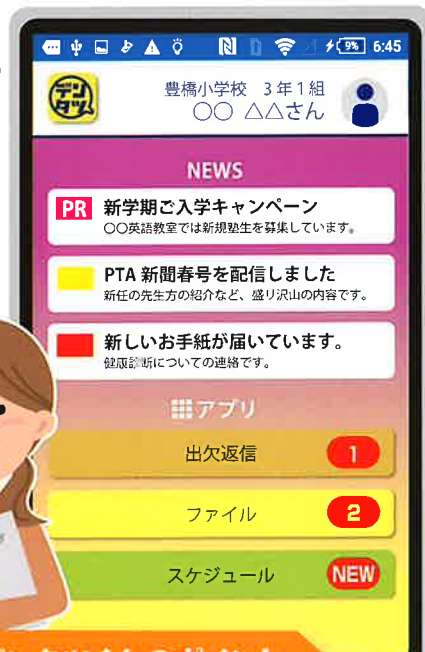 9% 6:45
デンタツ
豊橋小学校 3年1組
○○ △△さん
NEWS
PR 新学期ご入学キャンペーン
○○英語教室では新規塾生を募集しています。
PTA 新聞春号を配信しました
新任の先生方の紹介など、盛り沢山の内容です。
新しいお手紙が届いています。
健康診断についての連絡です。
アプリ
出欠返信 1
ファイル 2
スケジュール NEW